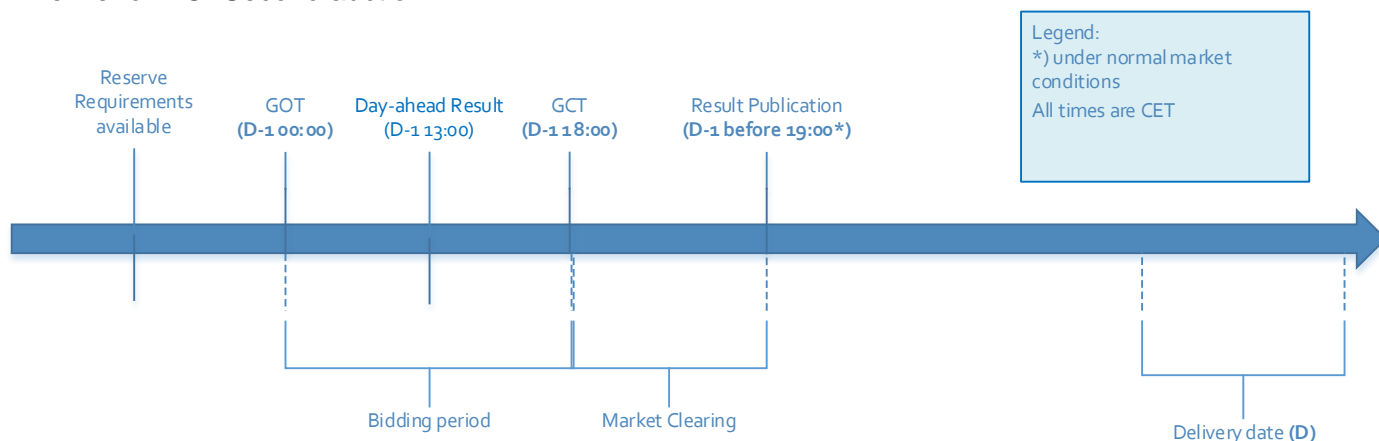 Reserve
Requirements
available
GOT
(D-1 00:00)
Day-ahead Result
(D-1 13:00)
GCT
(D-1 18:00)
Result Publication
(D-1 before 19:00*)
Legend:
*) under normal market
conditions
All times are CET
Bidding period
Market Clearing
Delivery date (D)